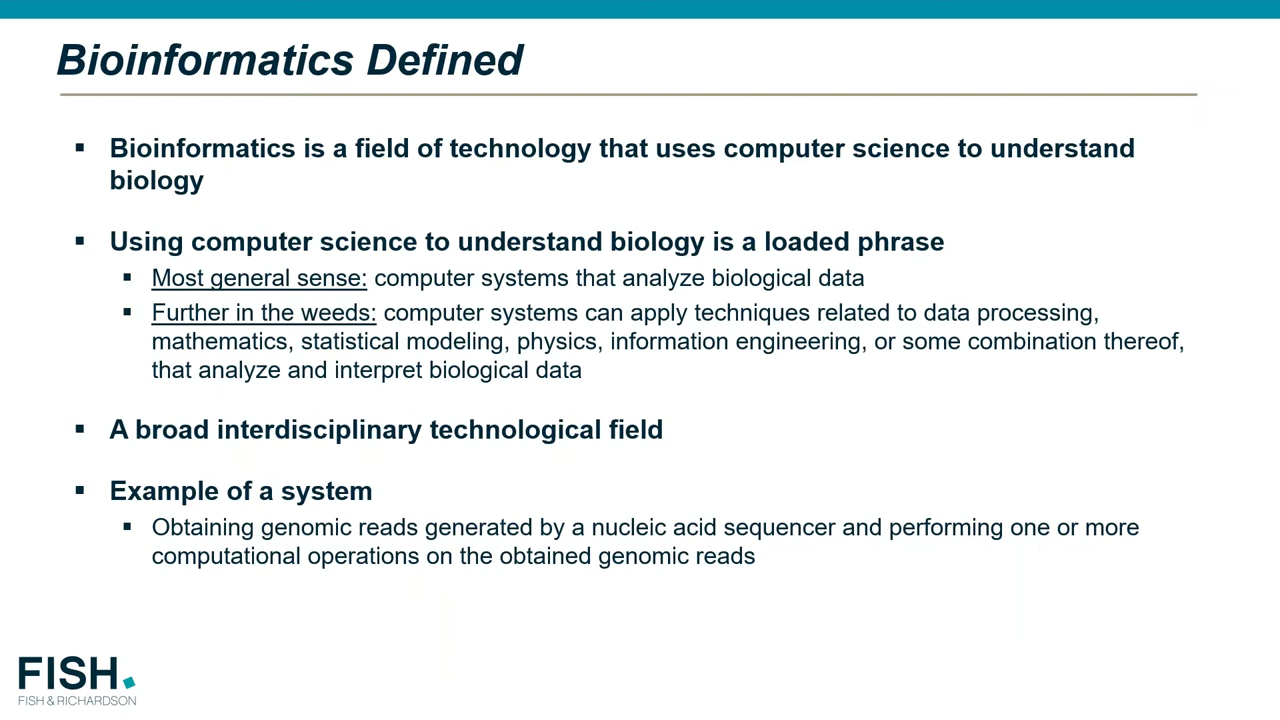 Bioinformatics Defined
▪ Bioinformatics is a field of technology that uses computer science to understand
biology
▪ Using computer science to understand biology is a loaded phrase
▪ Most general sense: computer systems that analyze biological data
▪ Further in the weeds: computer systems can apply techniques related to data processing,
mathematics, statistical modeling, physics, information engineering, or some combination thereof,
that analyze and interpret biological data
▪ A broad interdisciplinary technological field
▪ Example of a system
▪ Obtaining genomic reads generated by a nucleic acid sequencer and performing one or more
computational operations on the obtained genomic reads
FISH.
FISH & RICHARDSON